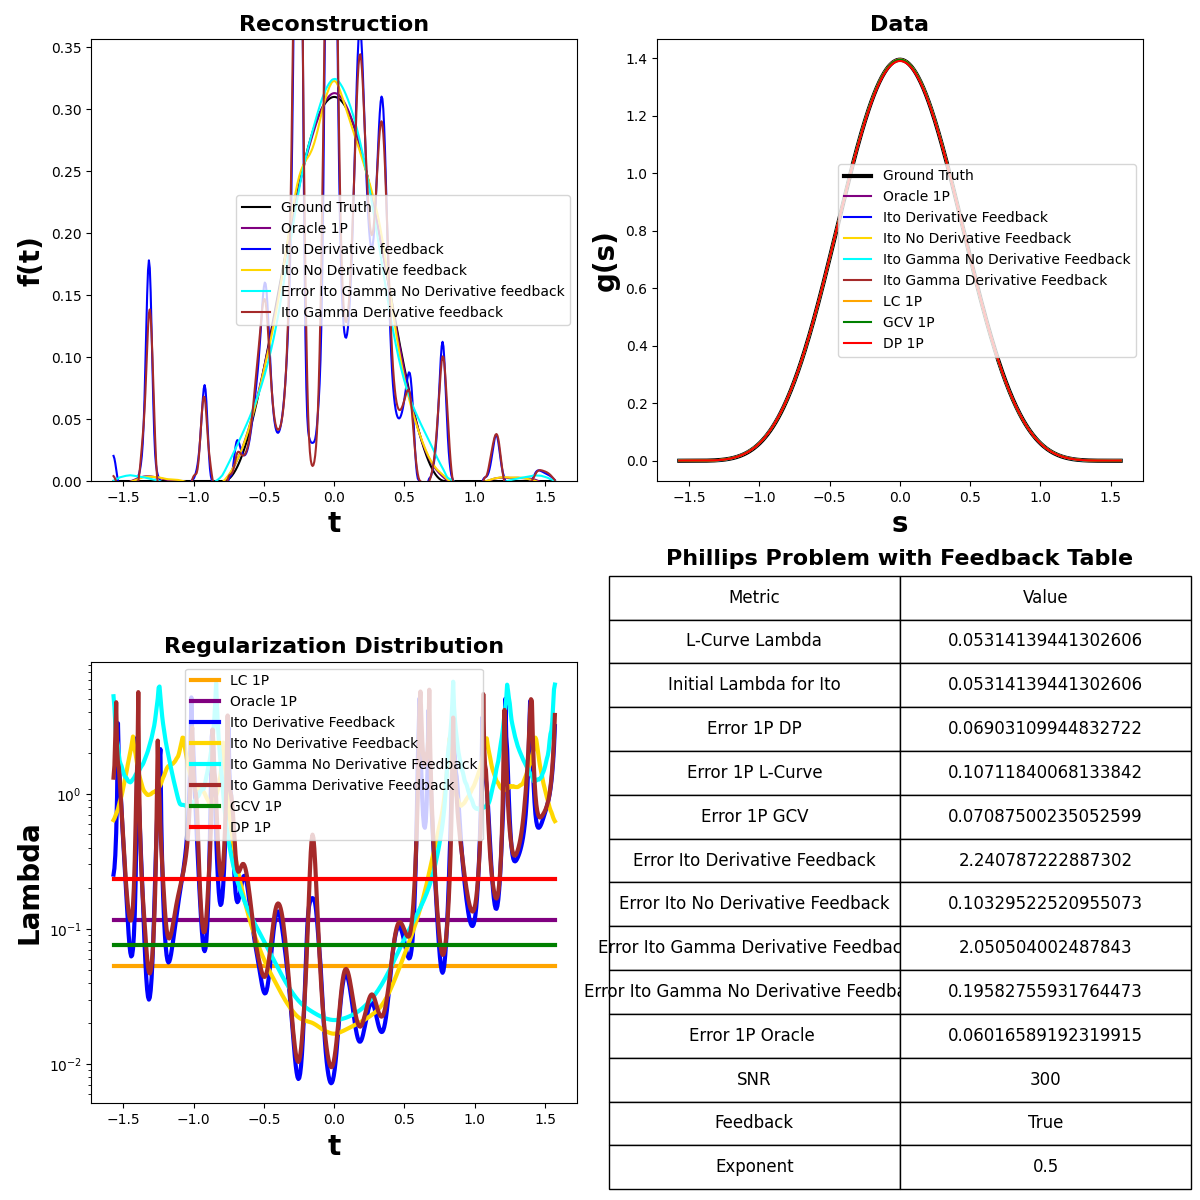 Reconstruction
f(t)
0.35
0.30
0.25
0.20
0.15
0.10
0.05
0.00
−1.5 −1.0 −0.5 0.0 0.5 1.0 1.5
t
Ground Truth
Oracle 1P
Ito Derivative feedback
Ito No Derivative feedback
Error Ito Gamma No Derivative feedback
Ito Gamma Derivative feedback
Data
g(s)
1.4
1.2
1.0
0.8
0.6
0.4
0.2
0.0
−1.5 −1.0 −0.5 0.0 0.5 1.0 1.5
s
Ground Truth
Oracle 1P
Ito Derivative Feedback
Ito No Derivative Feedback
Ito Gamma No Derivative Feedback
Ito Gamma Derivative Feedback
LC 1P
GCV 1P
DP 1P
Regularization Distribution
Lambda
10⁰
10⁻¹
10⁻²
−1.5 −1.0 −0.5 0.0 0.5 1.0 1.5
t
LC 1P
Oracle 1P
Ito Derivative Feedback
Ito No Derivative Feedback
Ito Gamma No Derivative Feedback
Ito Gamma Derivative Feedback
GCV 1P
DP 1P
Phillips Problem with Feedback Table
Metric Value
L-Curve Lambda 0.05314139441302606
Initial Lambda for Ito 0.05314139441302606
Error 1P DP 0.06903109944832722
Error 1P L-Curve 0.10711840068133842
Error 1P GCV 0.07087500235052599
Error Ito Derivative Feedback 2.240787222887302
Error Ito No Derivative Feedback 0.10329522520955073
Error Ito Gamma Derivative Feedbac 2.050504002487843
Error Ito Gamma No Derivative Feedba 0.19582755931764473
Error 1P Oracle 0.06016589192319915
SNR 300
Feedback True
Exponent 0.5